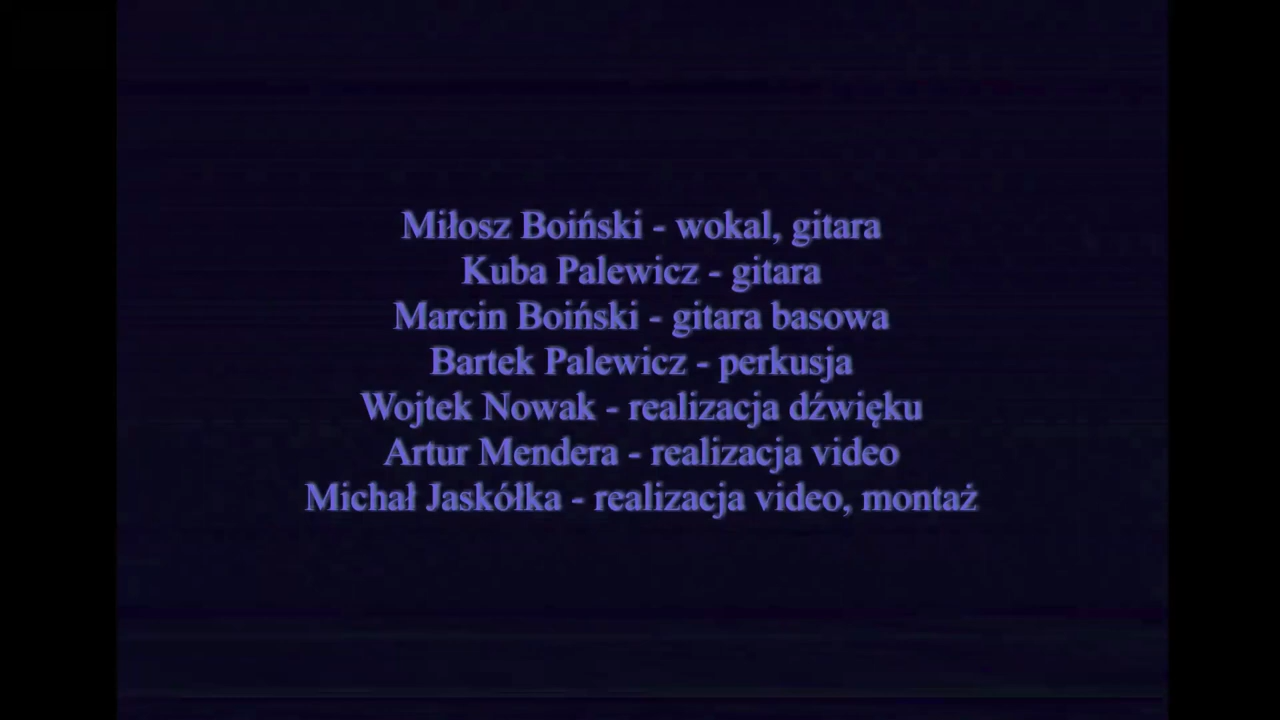 Miłosz Boiński - wokal, gitara
Kuba Palewicz - gitara
Marcin Boiński - gitara basowa
Bartek Palewicz - perkusja
Wojtek Nowak - realizacja dźwięku
Artur Mendera - realizacja video
Michał Jaskółka - realizacja video, montaż